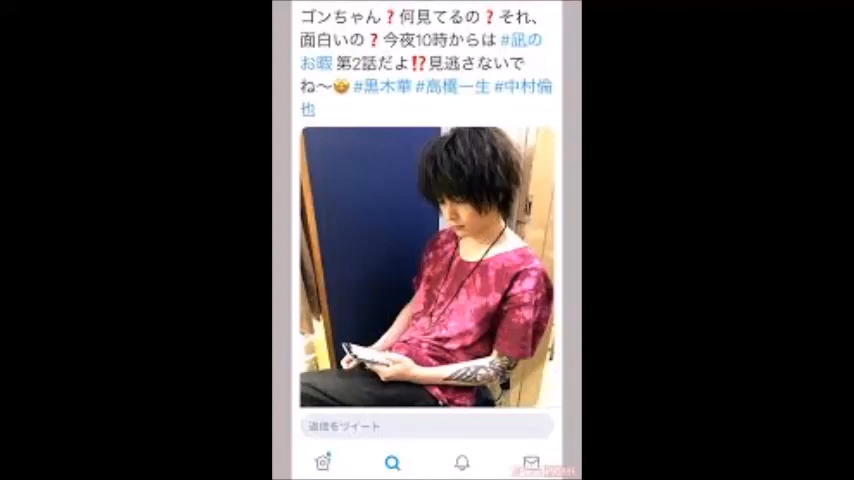 ゴンちゃん❓何見てるの❓それ、
面白いの❓今夜10時からは #凪の
お暇 第2話だよ⁉️見逃さないで
ね〜🤩 #黒木華 #高橋一生 #中村倫
也
返信をツイート